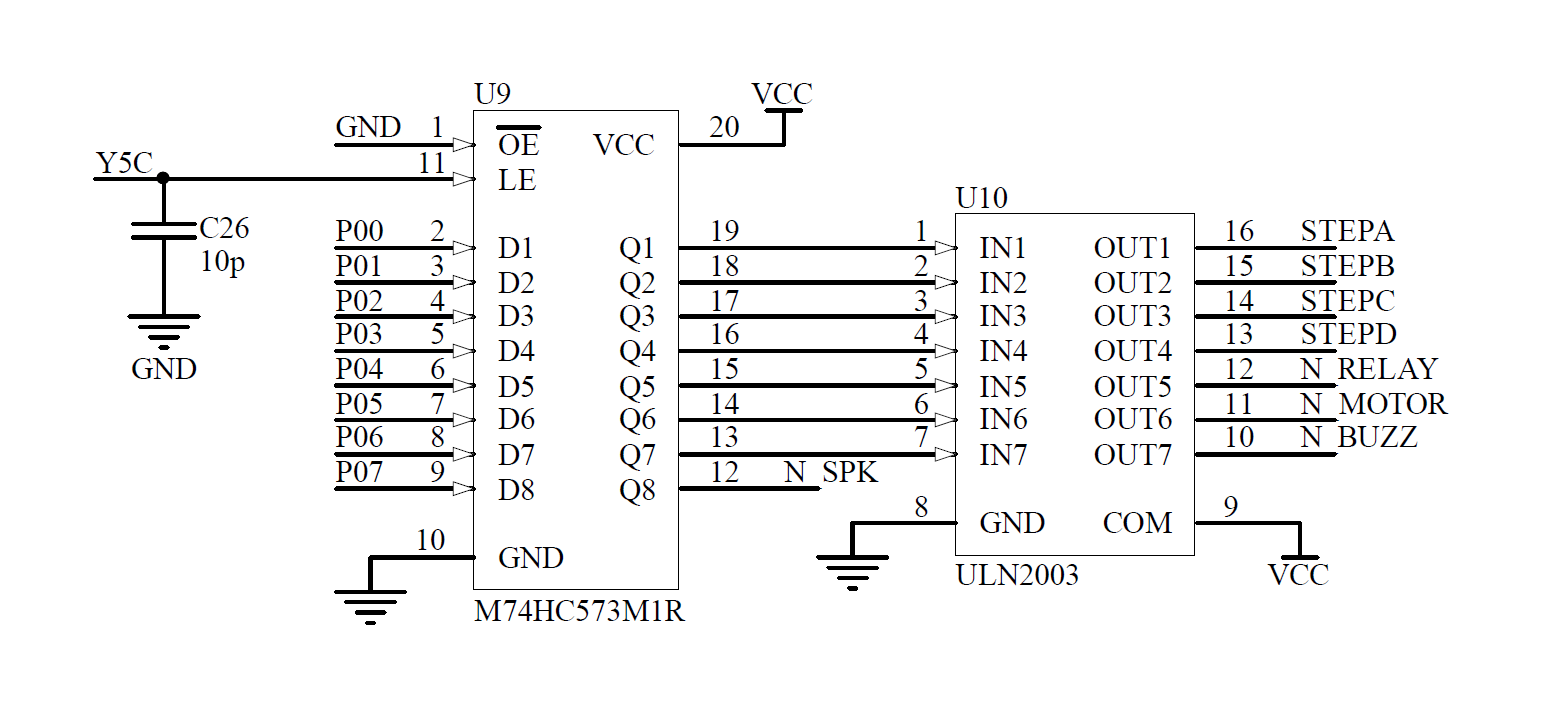 U9
VCC
GND 1 OE VCC 20
Y5C 11 LE
U10
C26
10p
P00 2 D1 Q1 19 1 IN1 OUT1 16 STEPA
P01 3 D2 Q2 18 2 IN2 OUT2 15 STEPB
P02 4 D3 Q3 17 3 IN3 OUT3 14 STEPC
P03 5 D4 Q4 16 4 IN4 OUT4 13 STEPD
P04 6 D5 Q5 15 5 IN5 OUT5 12 N RELAY
P05 7 D6 Q6 14 6 IN6 OUT6 11 N MOTOR
P06 8 D7 Q7 13 7 IN7 OUT7 10 N BUZZ
P07 9 D8 Q8 12 N SPK
GND
8 GND COM 9
10 GND
VCC
ULN2003
M74HC573M1R